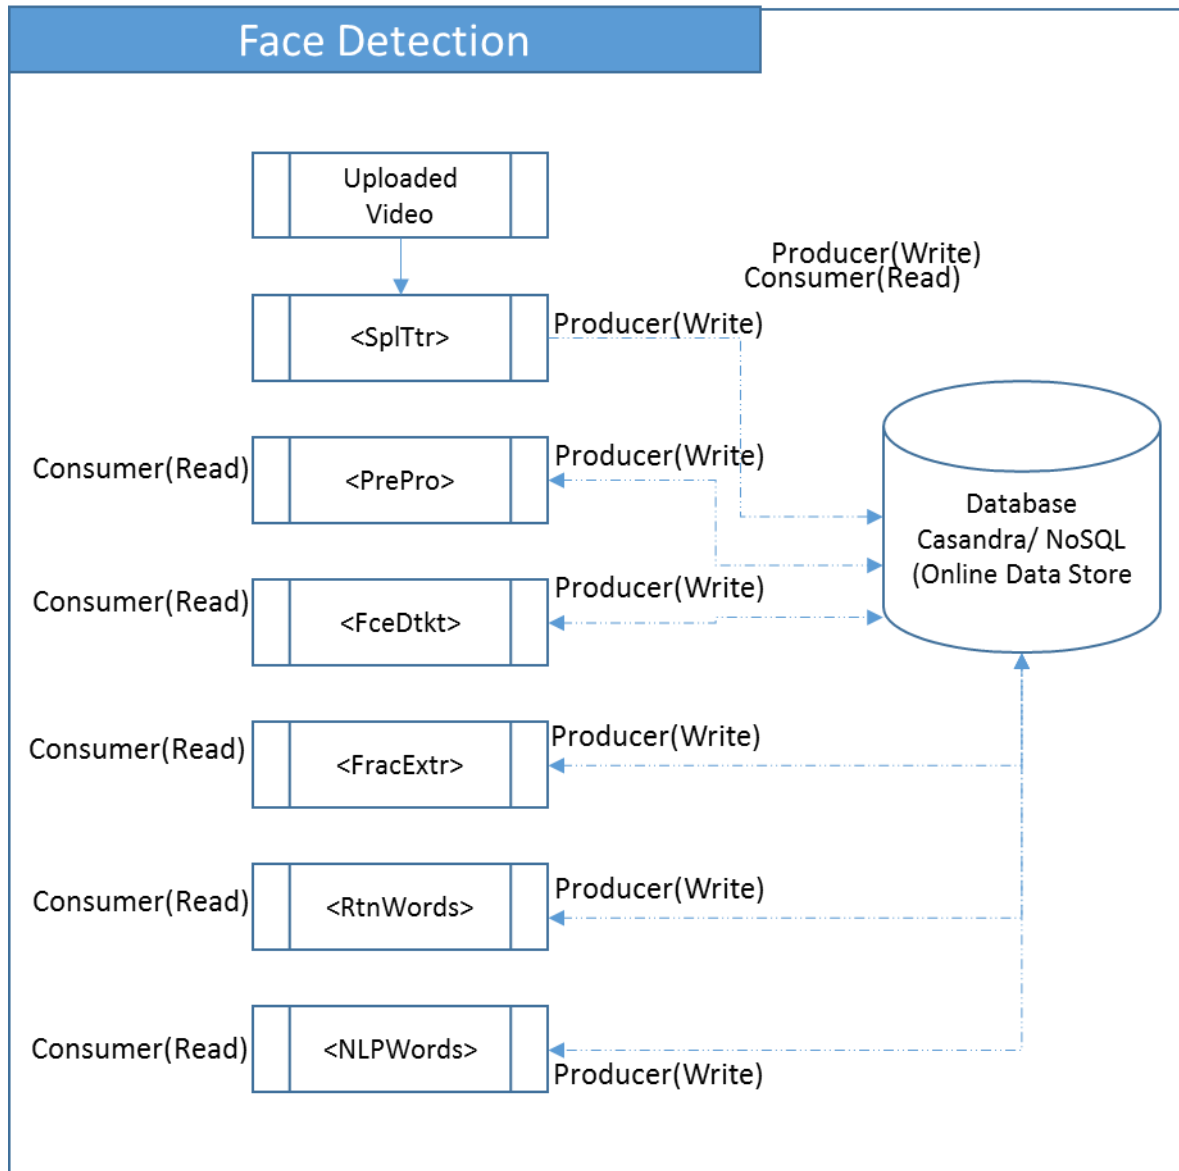 Face Detection
Uploaded
Video
Producer(Write)
Consumer(Read)
<SplTtr>
Producer(Write)
Consumer(Read)
<PrePro>
Producer(Write)
Database
Casandra/ NoSQL
(Online Data Store
Consumer(Read)
<FceDtkt>
Producer(Write)
Consumer(Read)
<FracExtr>
Producer(Write)
Consumer(Read)
<RtnWords>
Producer(Write)
Consumer(Read)
<NLPWords>
Producer(Write)